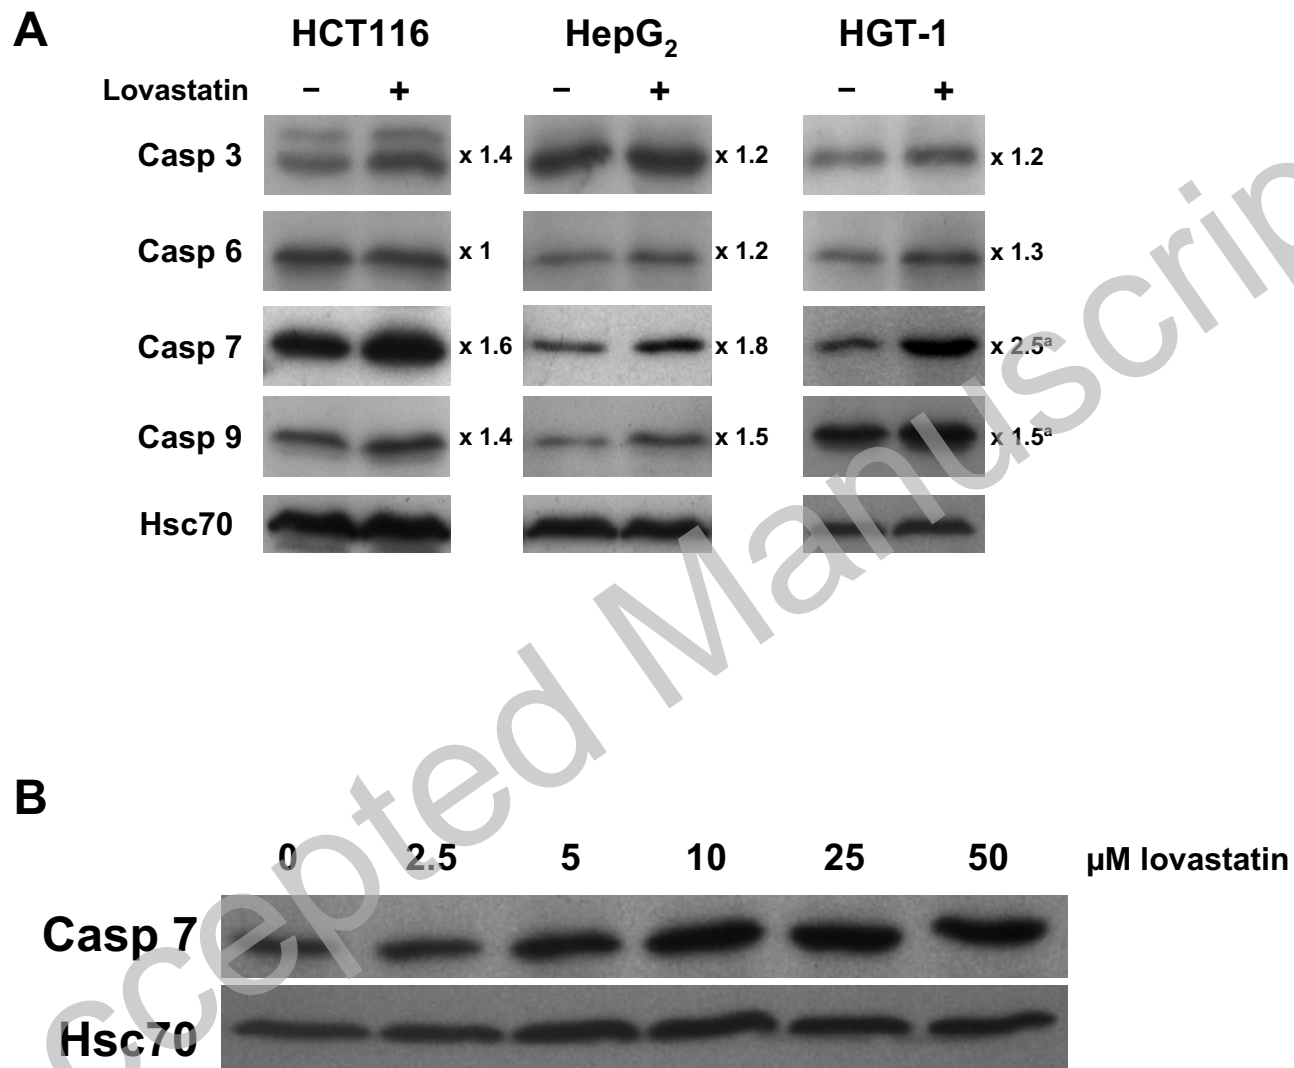 A
HCT116 HepG2 HGT-1
Lovastatin − + − + − +
Casp 3 x 1.4 x 1.2 x 1.2
Casp 6 x 1 x 1.2 x 1.3
Casp 7 x 1.6 x 1.8 x 2.5a
Casp 9 x 1.4 x 1.5 x 1.5a
Hsc70
B
0 2.5 5 10 25 50 µM lovastatin
Casp 7
Hsc70
ccepted Manuscrip